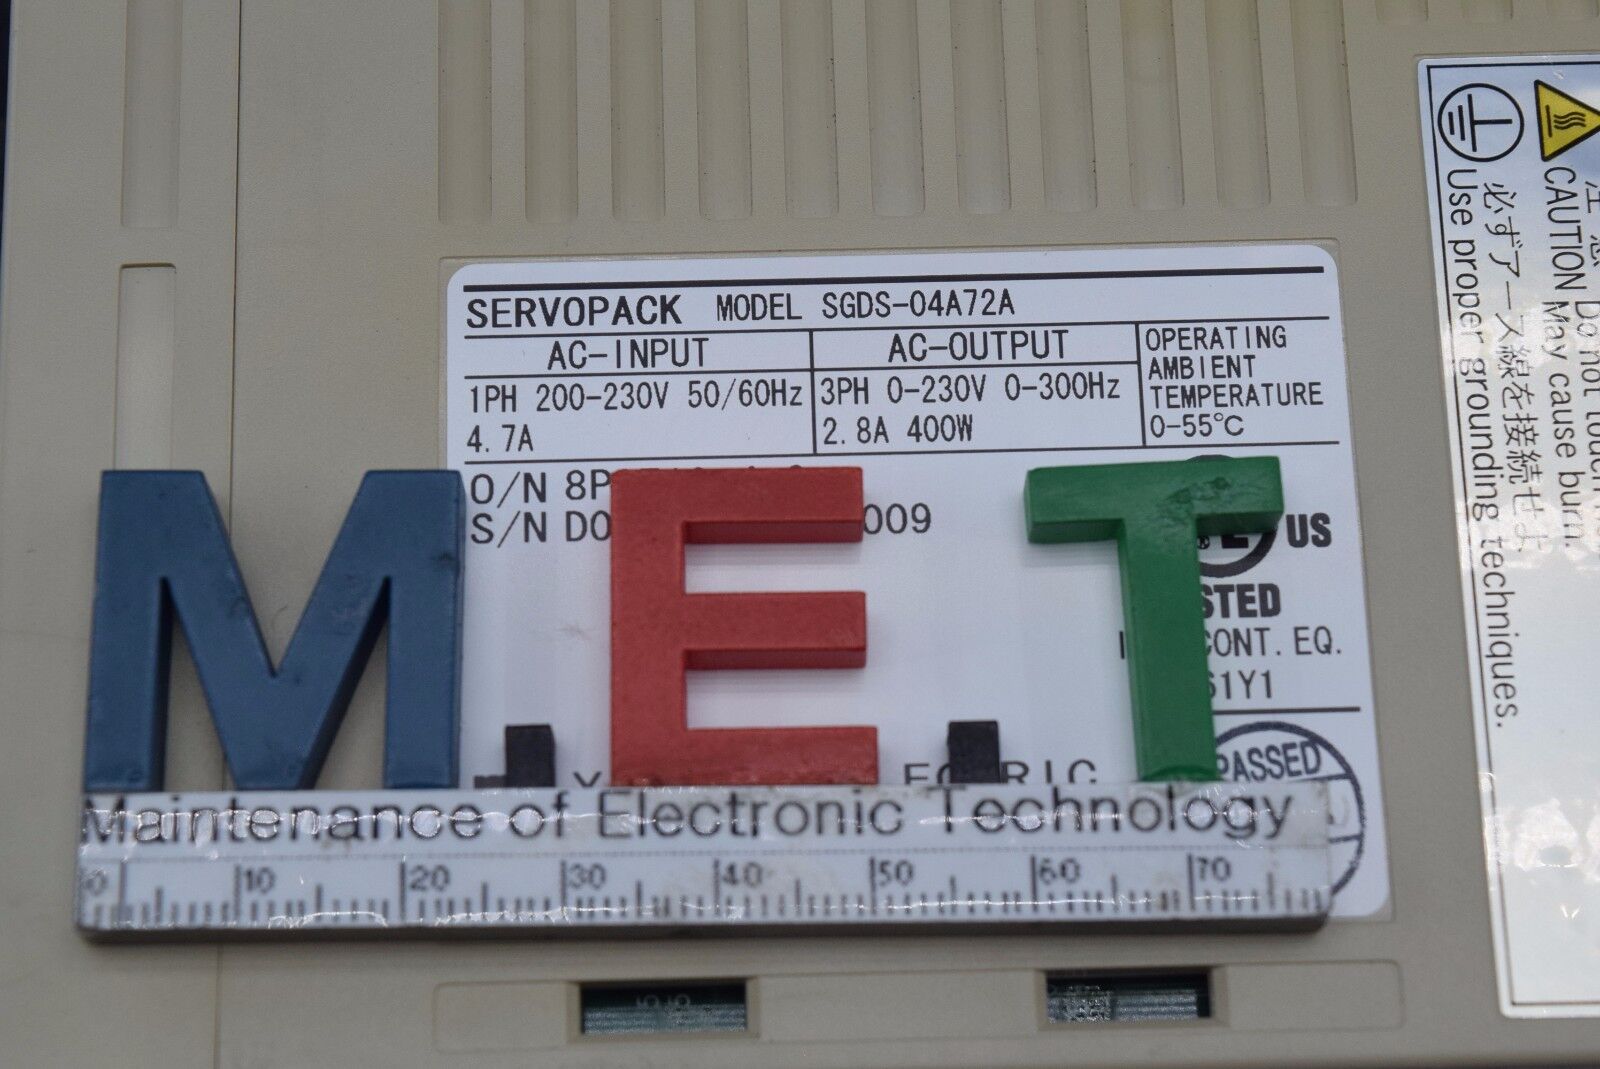 SERVOPACK MODEL SGDS-04A72A
AC-INPUT
1PH 200-230V 50/60Hz
4.7A
AC-OUTPUT
3PH 0-230V 0-300Hz
2.8A 400W
OPERATING
AMBIENT
TEMPERATURE
0-55℃
O/N 8P
S/N D0 009
US
STED
CONT. EQ.
61Y1
PASSED
M.E.T
Maintenance of Electronic Technology
0 10 20 30 40 50 60 70
CAUTION May cause burn.
必ずアース線を接続せよ
Use proper grounding techniques.